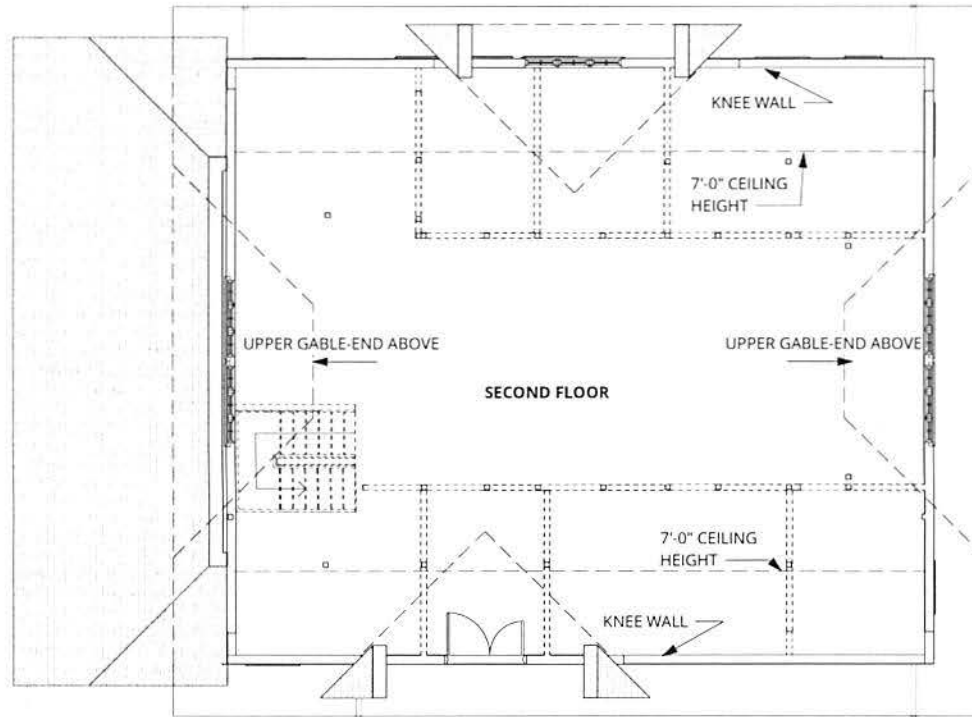 KNEE WALL
7'-0" CEILING
HEIGHT
UPPER GABLE-END ABOVE
UPPER GABLE-END ABOVE
SECOND FLOOR
7'-0" CEILING
HEIGHT
KNEE WALL